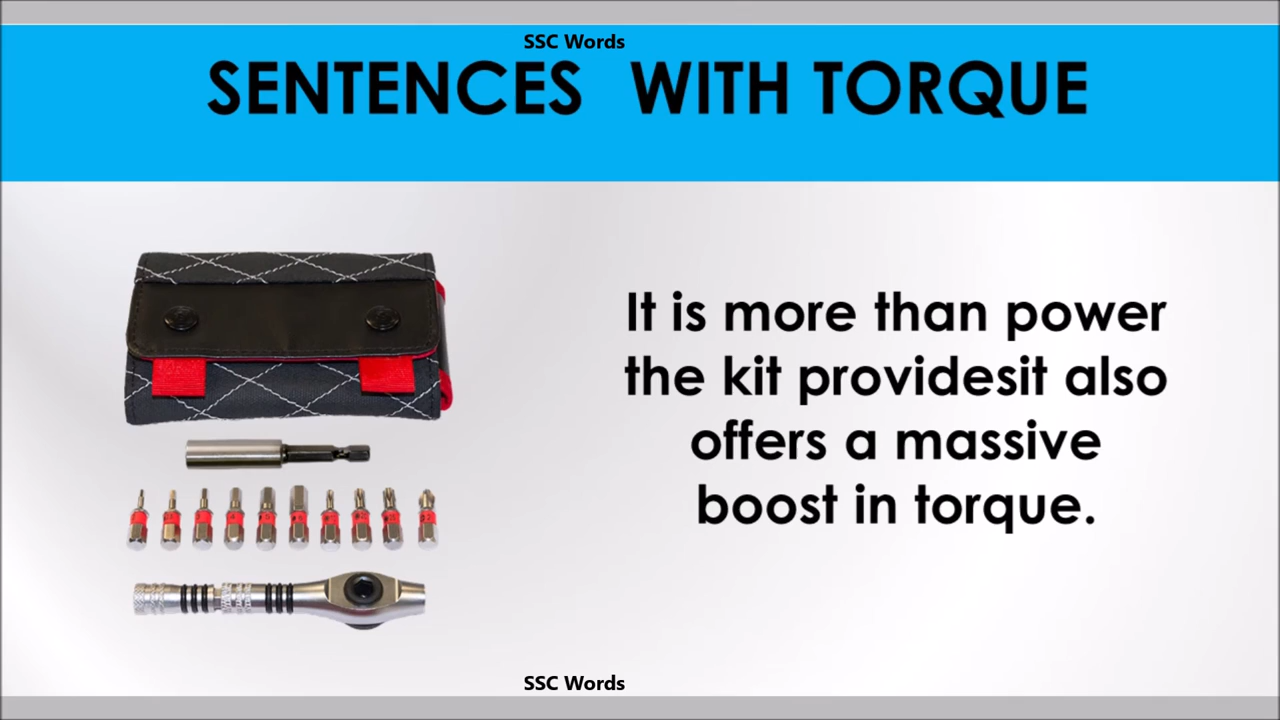 SSC Words
SENTENCES WITH TORQUE
It is more than power
the kit providesit also
offers a massive
boost in torque.
SSC Words